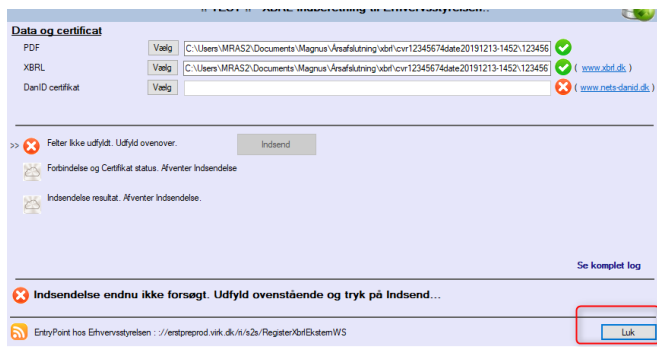 # TEST # XBRL Indberetning til Erhvervsstyrelsen..
Data og certificat
PDF Vælg C:\Users\MRAS2\Documents\Magnus\Årsafslutning\xbrl\cvr12345674date20191213-1452\123456
XBRL Vælg C:\Users\MRAS2\Documents\Magnus\Årsafslutning\xbrl\cvr12345674date20191213-1452\123456 ( www.xbrl.dk )
DanID certifikat Vælg ( www.nets-danid.dk )
>> Felter Ikke udfyldt. Udfyld ovenover. Indsend
Forbindelse og Certifikat status. Afventer Indsendelse
Indsendelse resultat. Afventer Indsendelse.
Se komplet log
Indsendelse endnu ikke forsøgt. Udfyld ovenstående og tryk på Indsend...
EntryPoint hos Erhvervsstyrelsen : ://erstpreprod.virk.dk/ri/s2s/RegisterXbrlEksternWS Luk